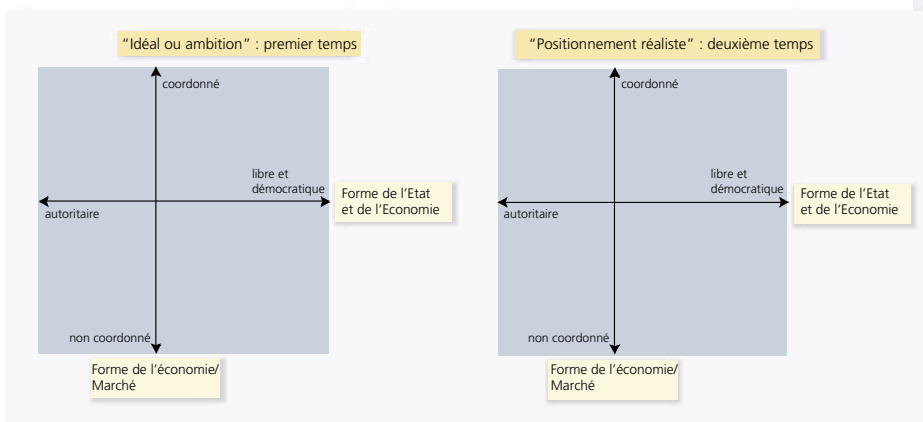 “Idéal ou ambition” : premier temps
coordonné
libre et
démocratique
autoritaire
Forme de l’Etat
et de l’Economie
non coordonné
Forme de l’économie/
Marché
“Positionnement réaliste” : deuxième temps
coordonné
libre et
démocratique
autoritaire
Forme de l’Etat
et de l’Economie
non coordonné
Forme de l’économie/
Marché